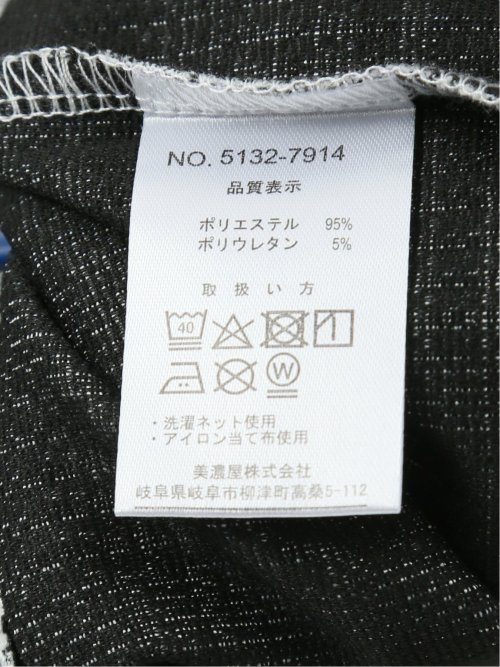 NO. 5132-7914
品質表示
ポリエステル 95%
ポリウレタン 5%
取扱い方
40
W
・洗濯ネット使用
・アイロン当て布使用
美濃屋株式会社
岐阜県岐阜市柳津町高桑5-112